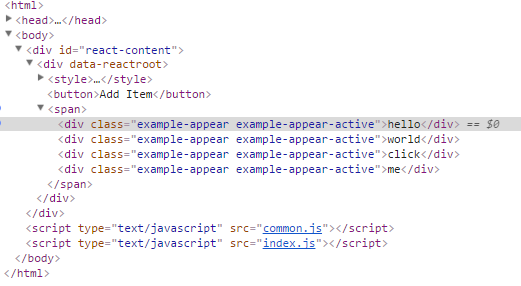 <html>
<head>…</head>
<body>
<div id="react-content">
<div data-reactroot>
<style>…</style>
<button>Add Item</button>
<span>
<div class="example-appear example-appear-active">hello</div> == $0
<div class="example-appear example-appear-active">world</div>
<div class="example-appear example-appear-active">click</div>
<div class="example-appear example-appear-active">me</div>
</span>
</div>
</div>
<script type="text/javascript" src="common.js"></script>
<script type="text/javascript" src="index.js"></script>
</body>
</html>